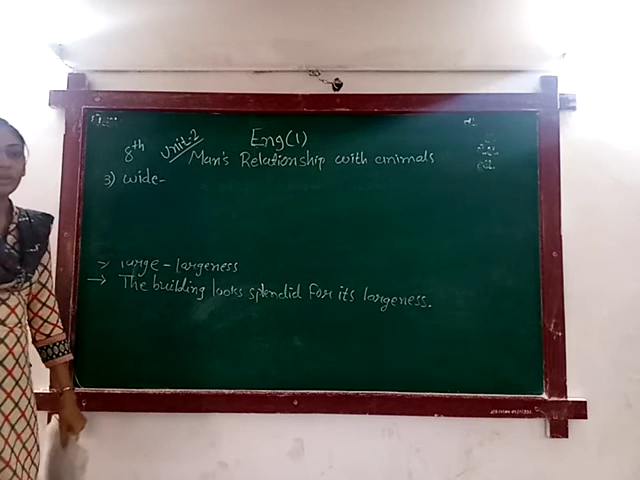 Eng(1)
8th Unit-2
Man's Relationship with animals
3) wide-
> large - largeness
→ The building looks splendid for its largeness.